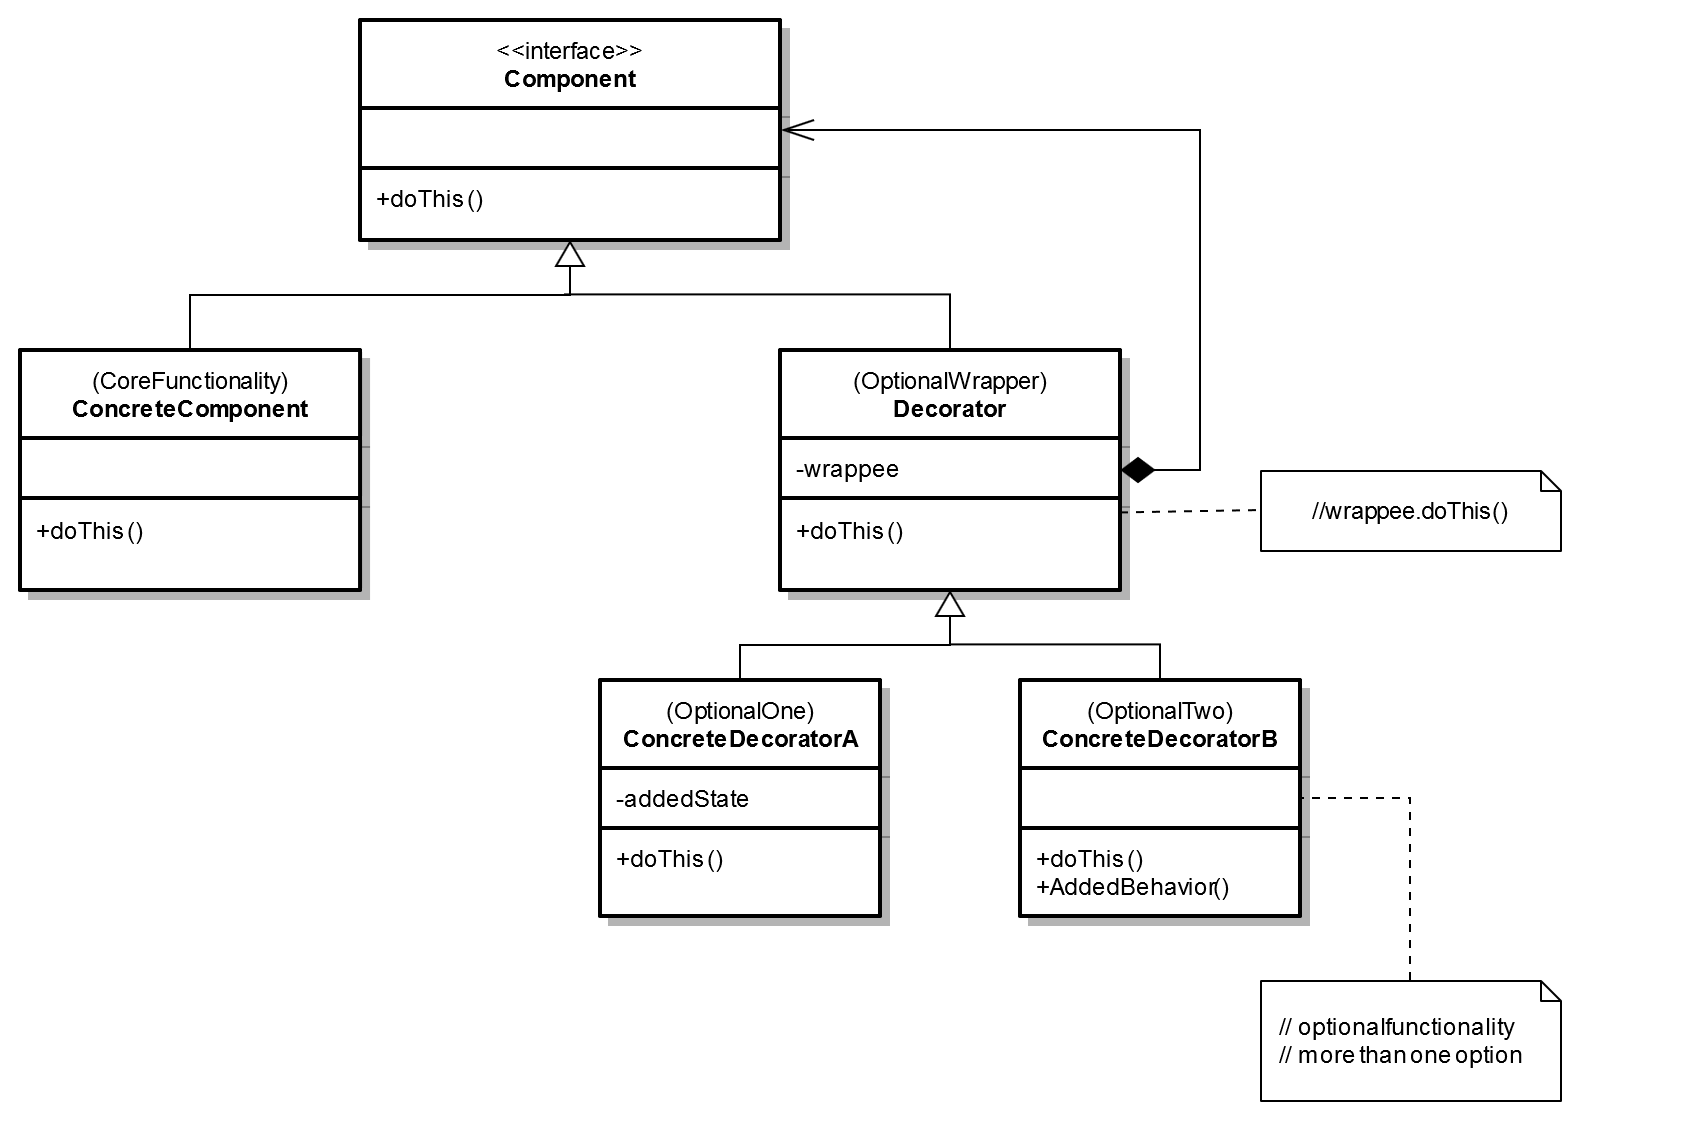 <<interface>>
Component
+doThis()
(CoreFunctionality)
ConcreteComponent
+doThis()
(OptionalWrapper)
Decorator
-wrappee
+doThis()
//wrappee.doThis()
(OptionalOne)
ConcreteDecoratorA
-addedState
+doThis()
(OptionalTwo)
ConcreteDecoratorB
+doThis()
+AddedBehavior()
// optionalfunctionality
// more than one option